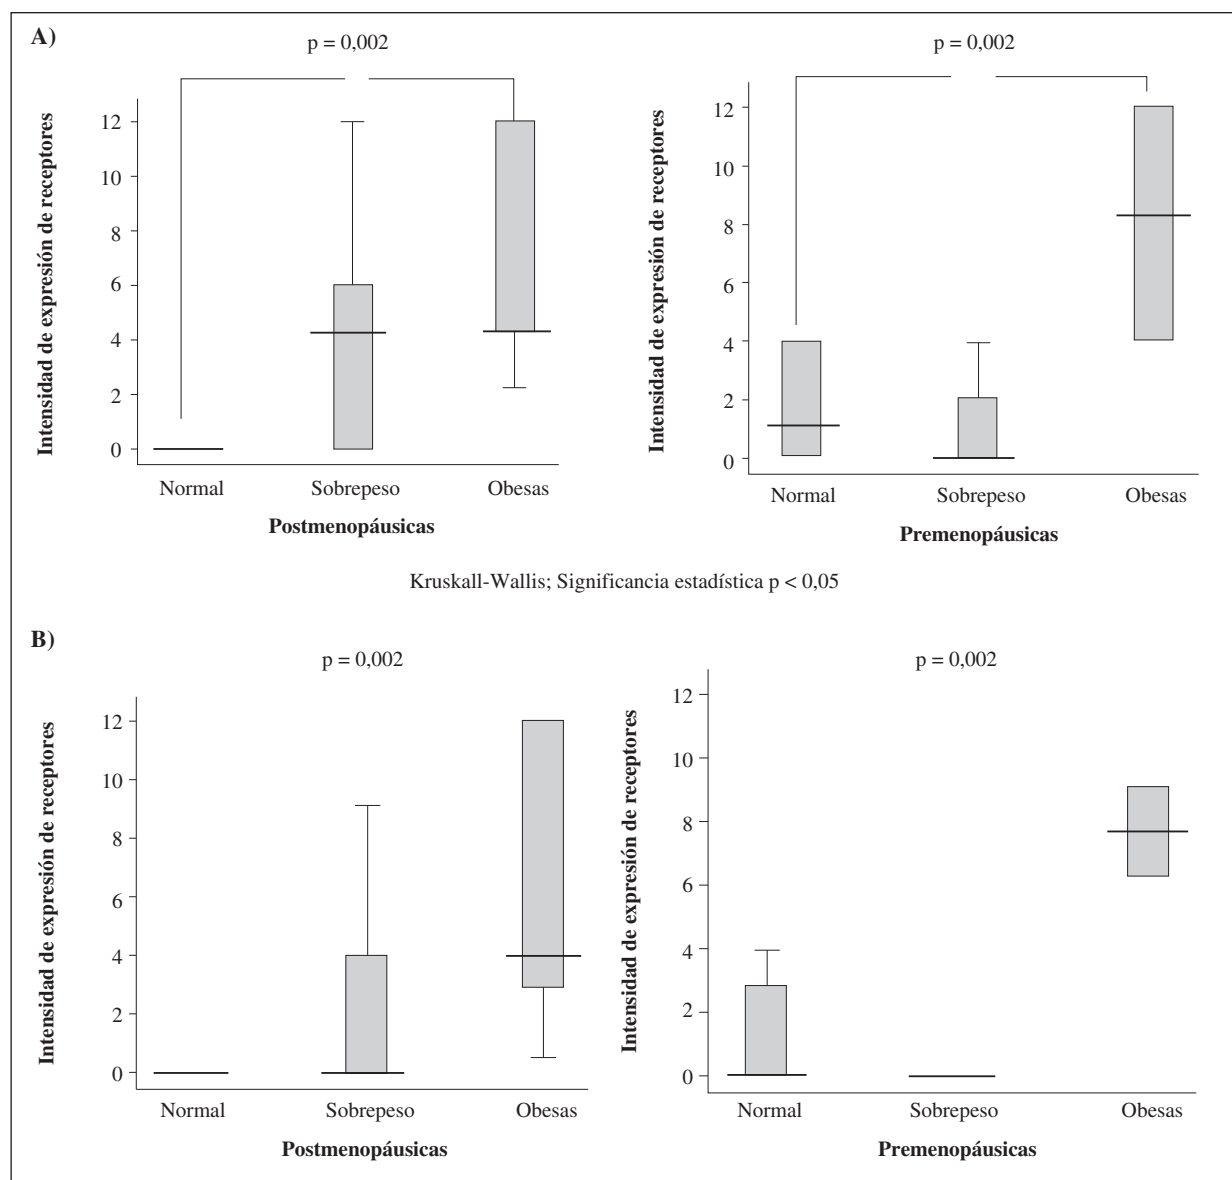 A)
p = 0,002
Intensidad de expresión de receptores
12
10
8
6
4
2
0
Normal
Sobrepeso
Obesas
Postmenopáusicas
p = 0,002
Intensidad de expresión de receptores
12
10
8
6
4
2
0
Normal
Sobrepeso
Obesas
Premenopáusicas
Kruskall-Wallis; Significancia estadística p < 0,05
B)
p = 0,002
Intensidad de expresión de receptores
12
10
8
6
4
2
0
Normal
Sobrepeso
Obesas
Postmenopáusicas
p = 0,002
Intensidad de expresión de receptores
12
10
8
6
4
2
0
Normal
Sobrepeso
Obesas
Premenopáusicas